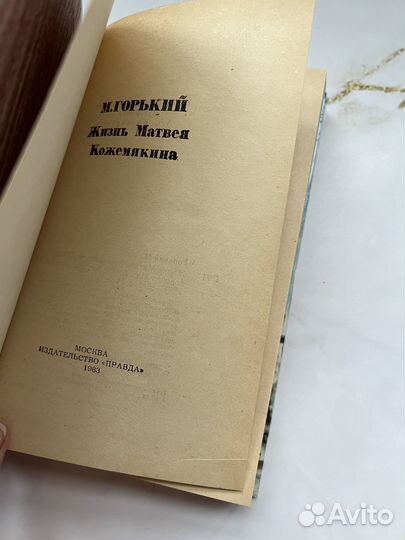 М. ГОРЬКИЙ
Жизнь Матвея
Кожемякина
МОСКВА
ИЗДАТЕЛЬСТВО «ПРАВДА»
1983
Avito